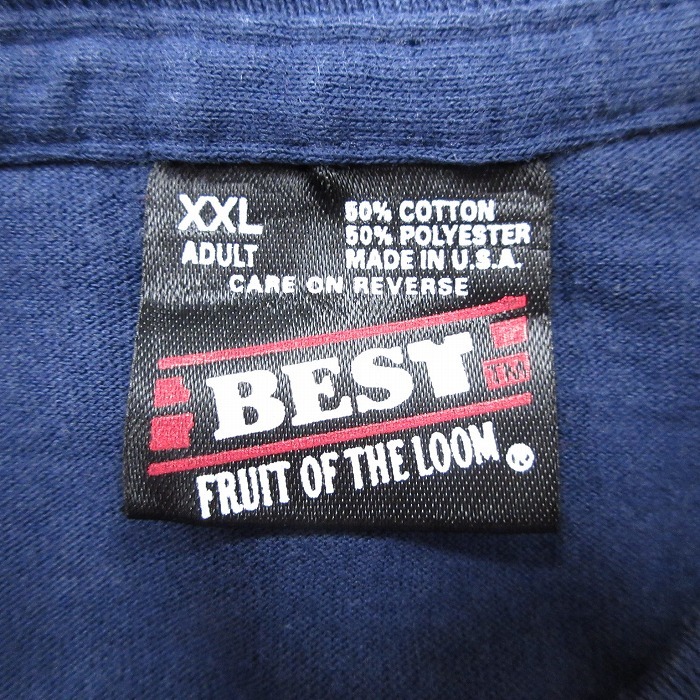 XXL
ADULT
50% COTTON
50% POLYESTER
MADE IN U.S.A.
CARE ON REVERSE
BEST TM
FRUIT OF THE LOOM ®